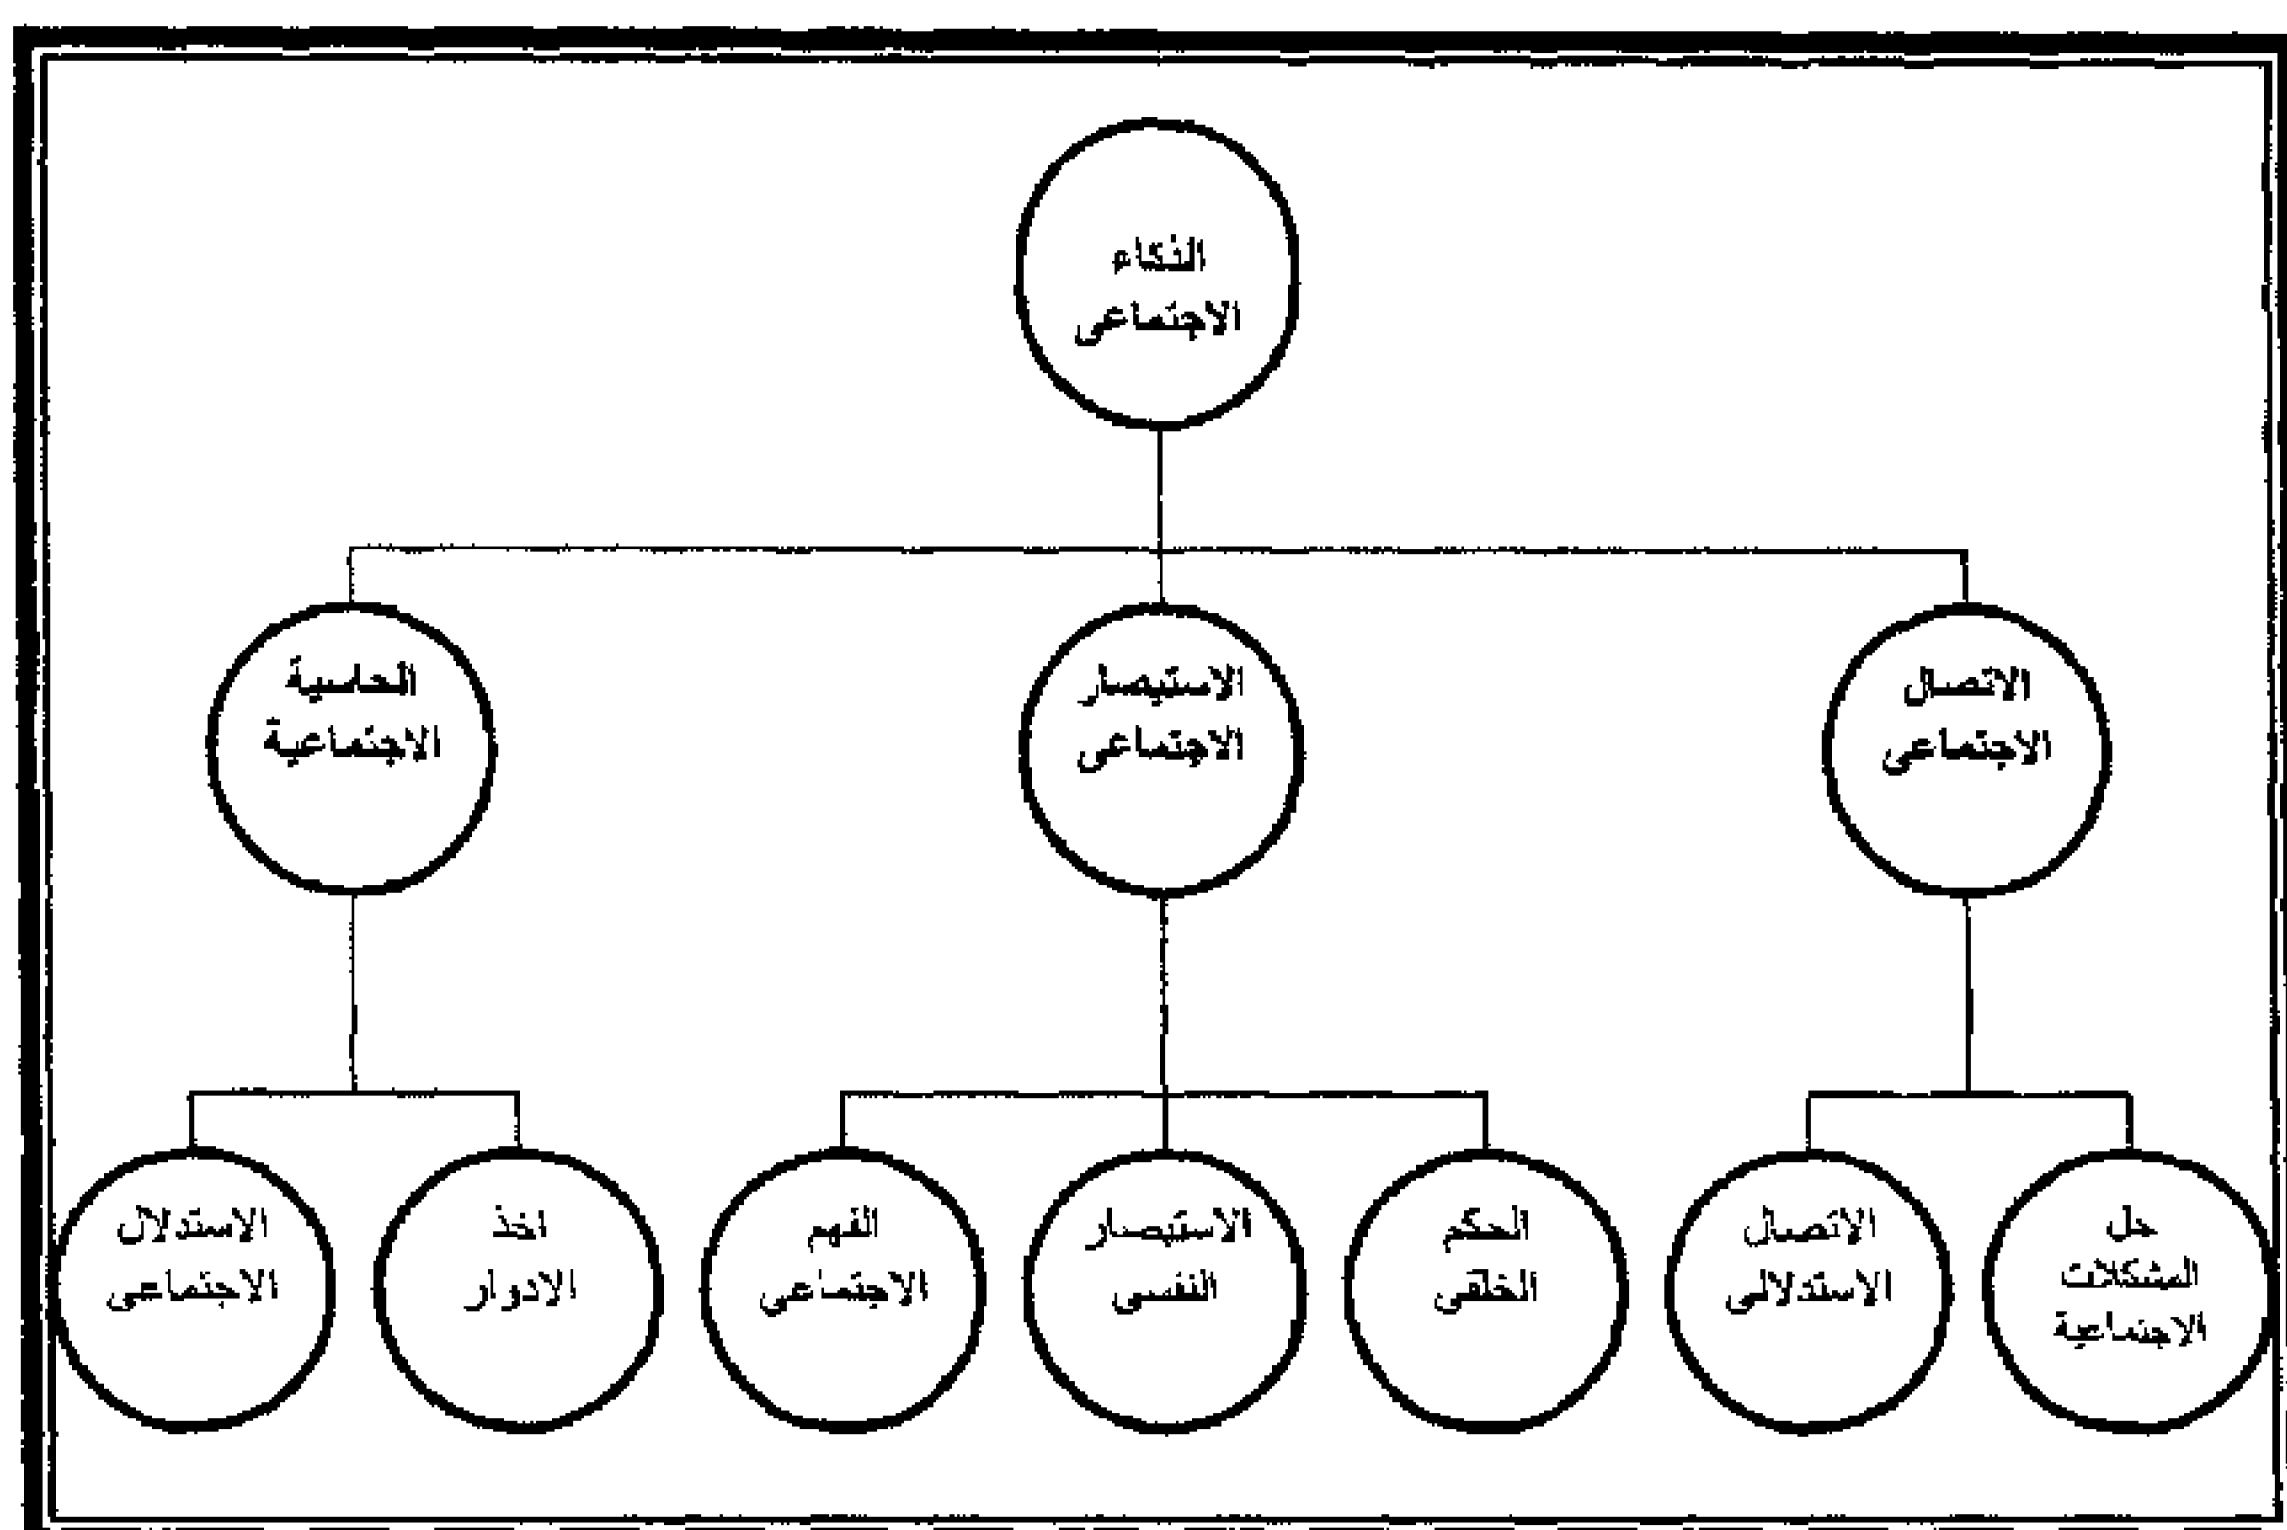 الذكاء
الاجتماعى
الاتصال
الاجتماعى
الاستبصار
الاجتماعى
الحاسية
الاجتماعية
حل
المشكلات
الاجتماعية
الاتصال
الاستدلالى
الحكم
الخلقى
الاستبصار
النفسى
الفهم
الاجتماعى
اخذ
الادوار
الاستدلال
الاجتماعى